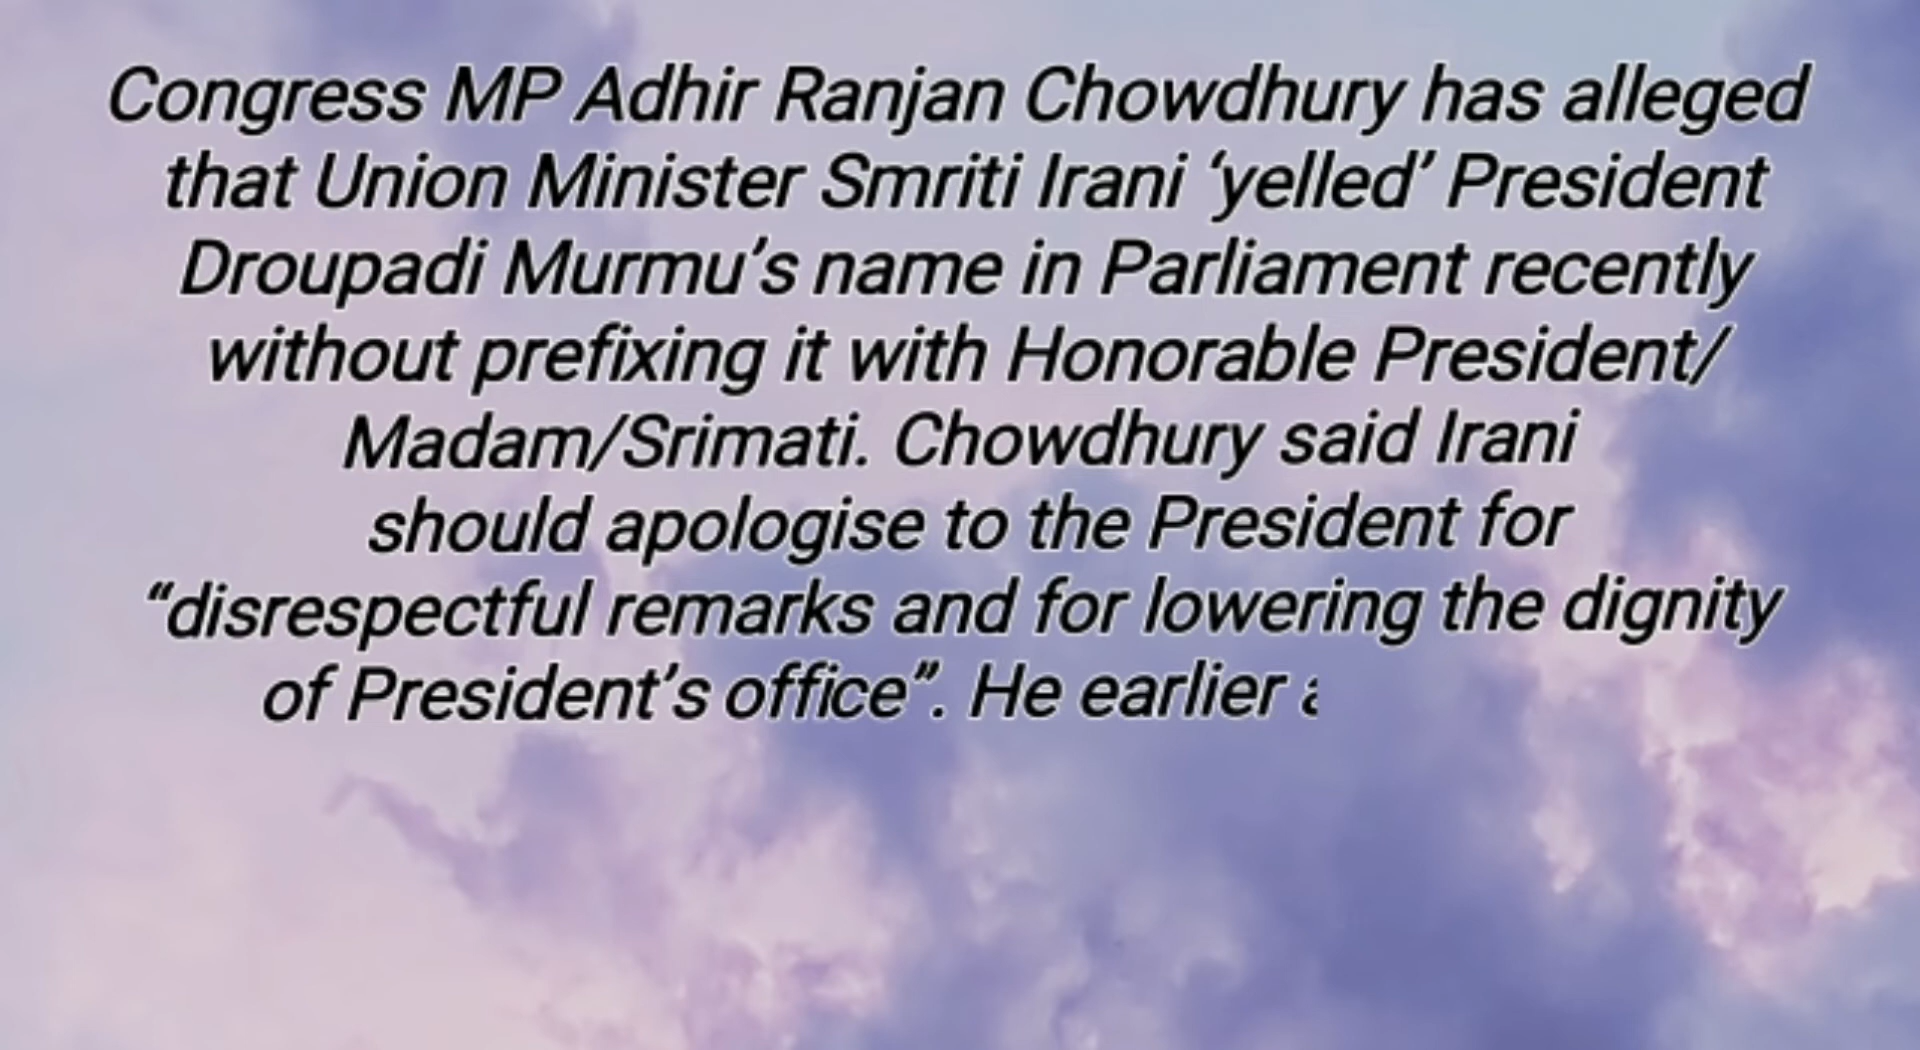 Congress MP Adhir Ranjan Chowdhury has alleged
that Union Minister Smriti Irani ‘yelled’ President
Droupadi Murmu’s name in Parliament recently
without prefixing it with Honorable President/
Madam/Srimati. Chowdhury said Irani
should apologise to the President for
“disrespectful remarks and for lowering the dignity
of President’s office”. He earlier